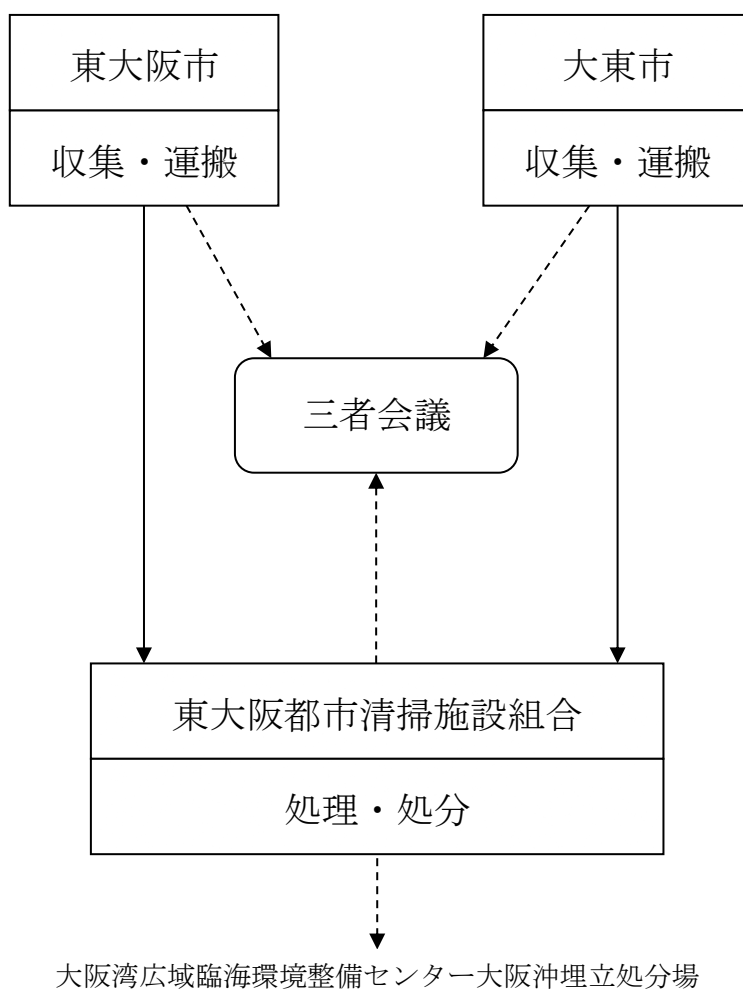 東大阪市
大東市
収集・運搬
収集・運搬
三者会議
東大阪都市清掃施設組合
処理・処分
大阪湾広域臨海環境整備センター大阪沖埋立処分場